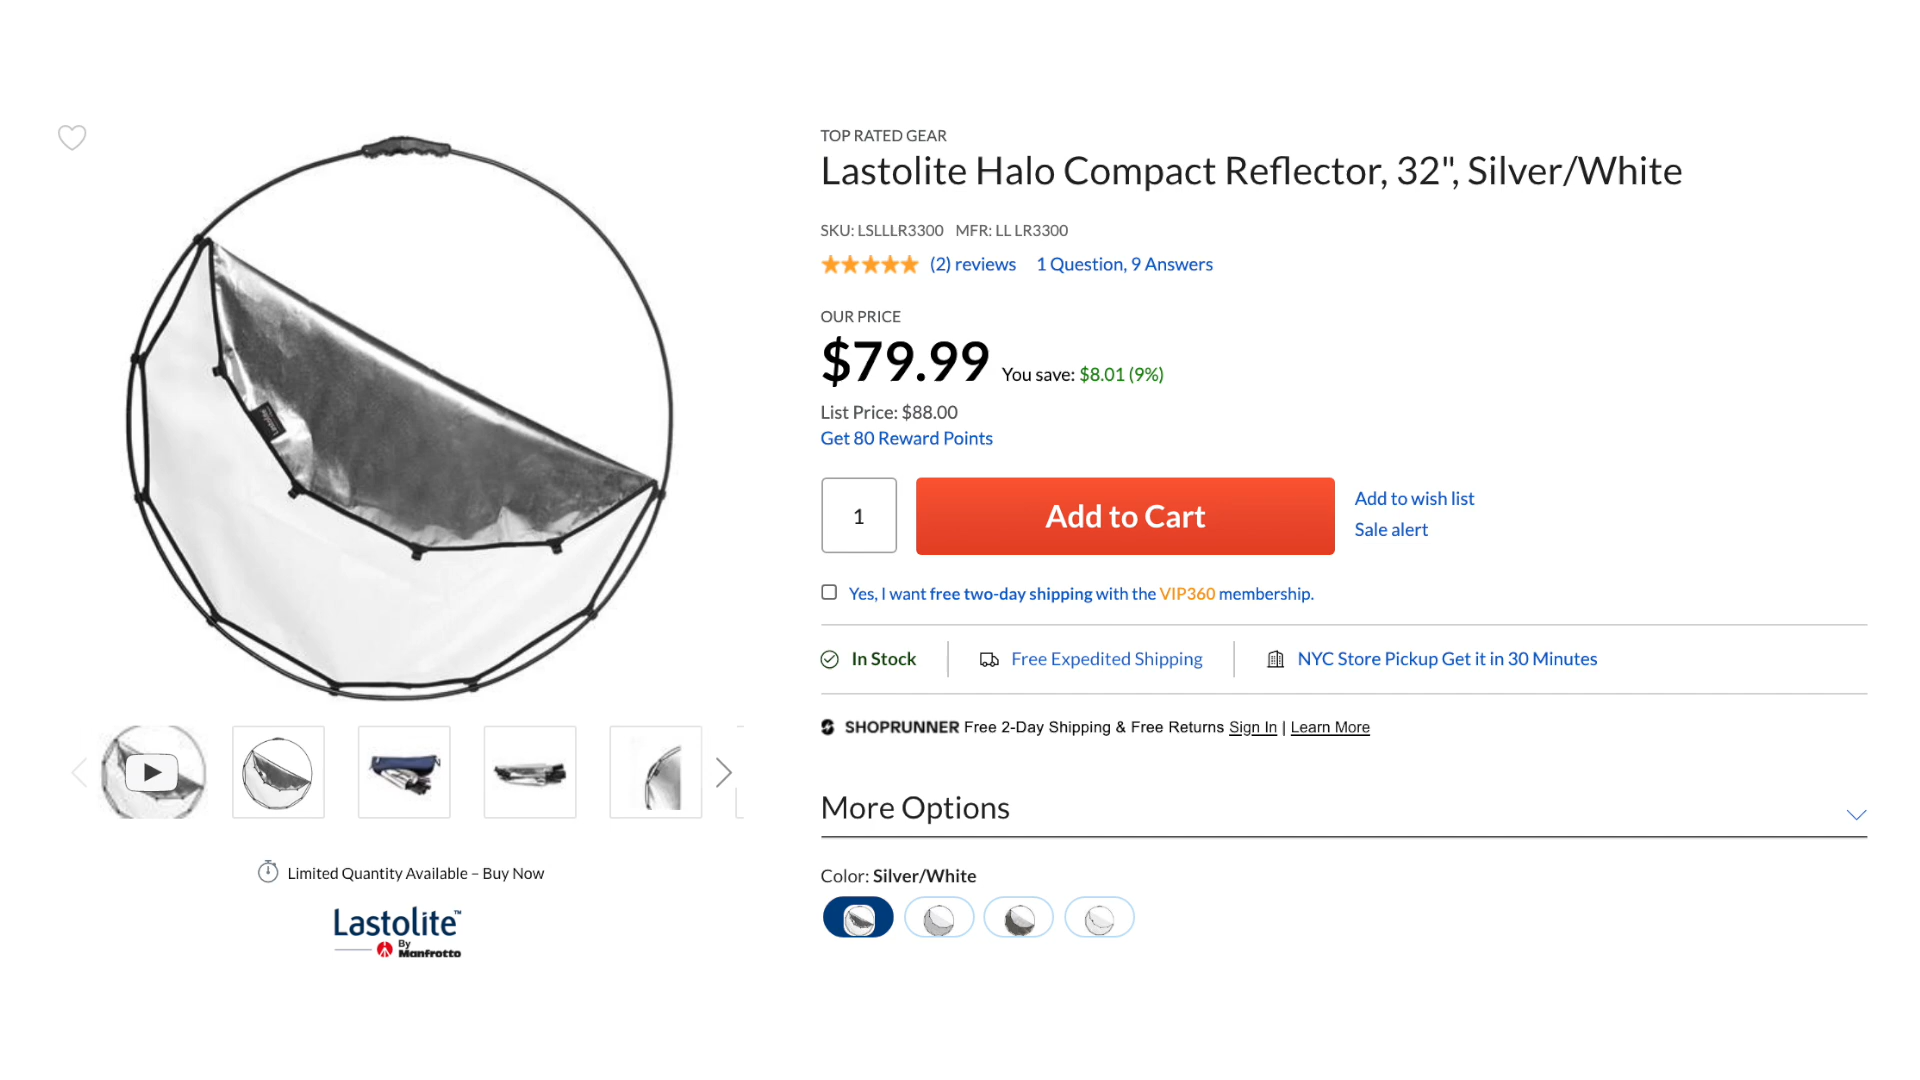 TOP RATED GEAR
Lastolite Halo Compact Reflector, 32", Silver/White
SKU: LSLLLR3300 MFR: LL LR3300
(2) reviews 1 Question, 9 Answers
OUR PRICE
$79.99 You save: $8.01 (9%)
List Price: $88.00
Get 80 Reward Points
1 Add to Cart
Add to wish list
Sale alert
Yes, I want free two-day shipping with the VIP360 membership.
In Stock Free Expedited Shipping NYC Store Pickup Get it in 30 Minutes
SHOPRUNNER Free 2-Day Shipping & Free Returns Sign In | Learn More
More Options
Color: Silver/White
Limited Quantity Available – Buy Now
Lastolite™
By
Manfrotto